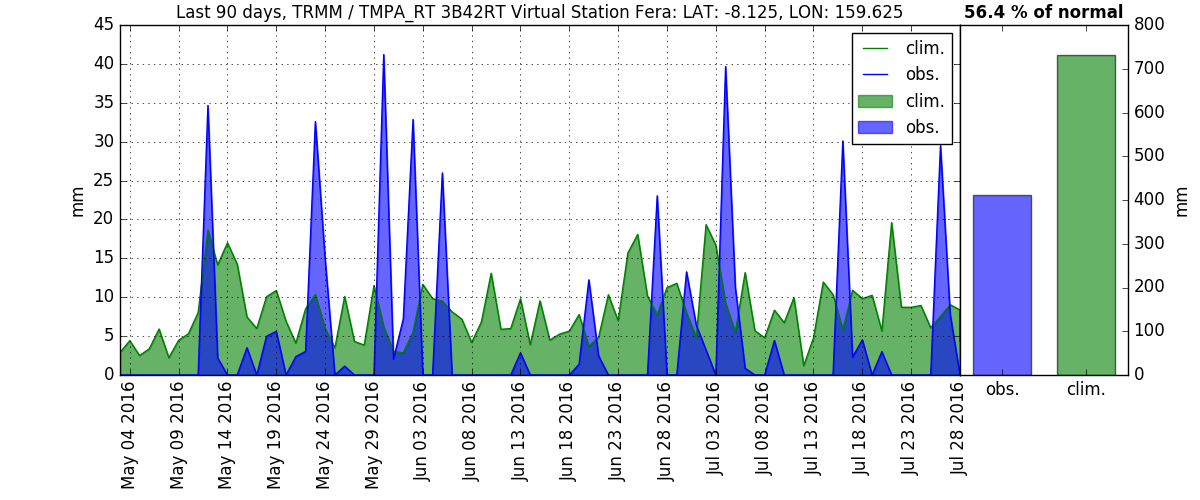 Last 90 days, TRMM / TMPA_RT 3B42RT Virtual Station Fera: LAT: -8.125, LON: 159.625
56.4 % of normal
mm
45
40
35
30
25
20
15
10
5
0
clim.
obs.
clim.
obs.
May 04 2016
May 09 2016
May 14 2016
May 19 2016
May 24 2016
May 29 2016
Jun 03 2016
Jun 08 2016
Jun 13 2016
Jun 18 2016
Jun 23 2016
Jun 28 2016
Jul 03 2016
Jul 08 2016
Jul 13 2016
Jul 18 2016
Jul 23 2016
Jul 28 2016
obs.
clim.
800
700
600
500
400
300
200
100
0
mm